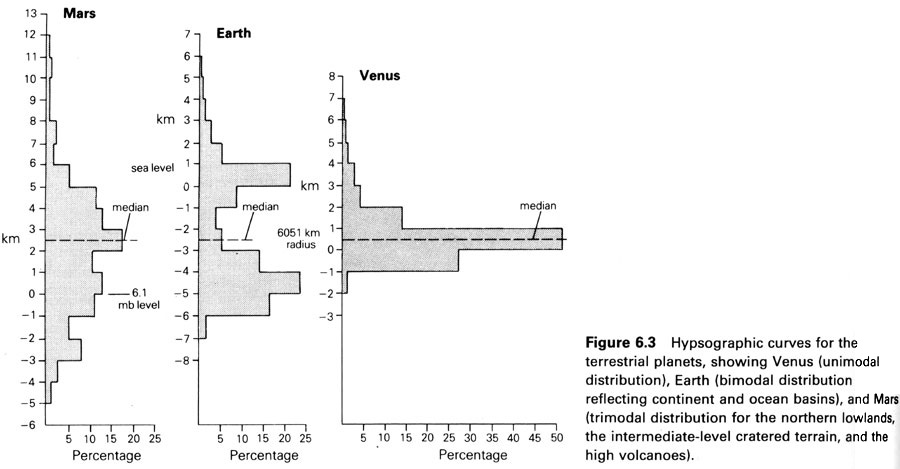 Mars
13
12
11
10
9
8
7
6
5
4
3
2
1
0
−1
−2
−3
−4
−5
−6
km
median
6.1
mb level
5 10 15 20 25
Percentage
Earth
7
6
5
4
km 3
2
1
0
−1
−2
−3
−4
−5
−6
−7
−8
sea level
median
5 10 15 20 25
Percentage
Venus
8
7
6
5
4
km 3
2
1
0
−1
−2
−3
6051 km
radius
median
5 10 15 20 25 30 35 40 45 50
Percentage
Figure 6.3 Hypsographic curves for the
terrestrial planets, showing Venus (unimodal
distribution), Earth (bimodal distribution
reflecting continent and ocean basins), and Mars
(trimodal distribution for the northern lowlands,
the intermediate-level cratered terrain, and the
high volcanoes).